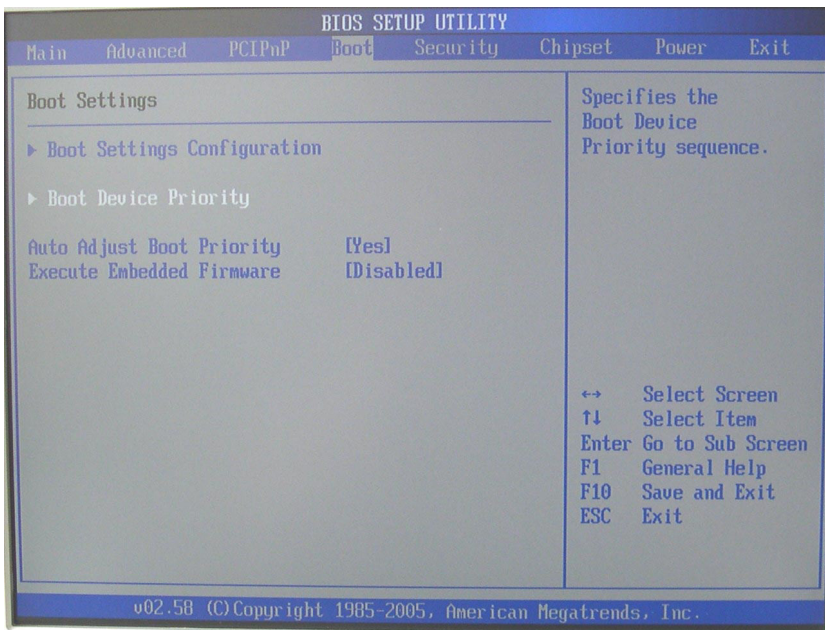 BIOS SETUP UTILITY
Main Advanced PCIPnP Boot Security Chipset Power Exit
Boot Settings
▶ Boot Settings Configuration
▶ Boot Device Priority
Auto Adjust Boot Priority [Yes]
Execute Embedded Firmware [Disabled]
Specifies the
Boot Device
Priority sequence.
↔ Select Screen
↑↓ Select Item
Enter Go to Sub Screen
F1 General Help
F10 Save and Exit
ESC Exit
v02.58 (C)Copyright 1985-2005, American Megatrends, Inc.